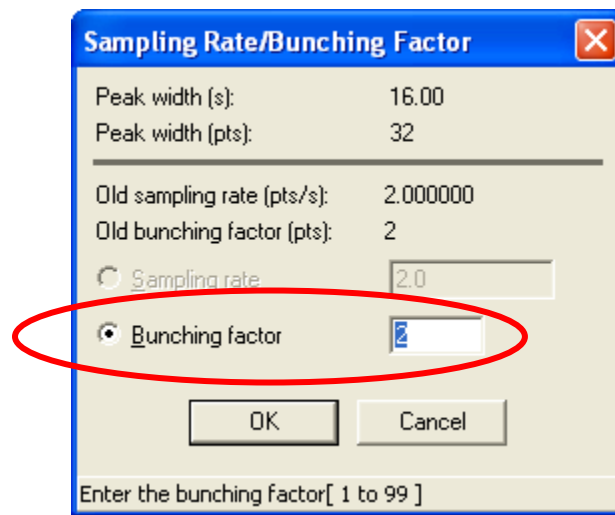 Sampling Rate/Bunching Factor
Peak width (s): 16.00
Peak width (pts): 32
Old sampling rate (pts/s): 2.000000
Old bunching factor (pts): 2
Sampling rate 2.0
Bunching factor 2
OK Cancel
Enter the bunching factor[ 1 to 99 ]